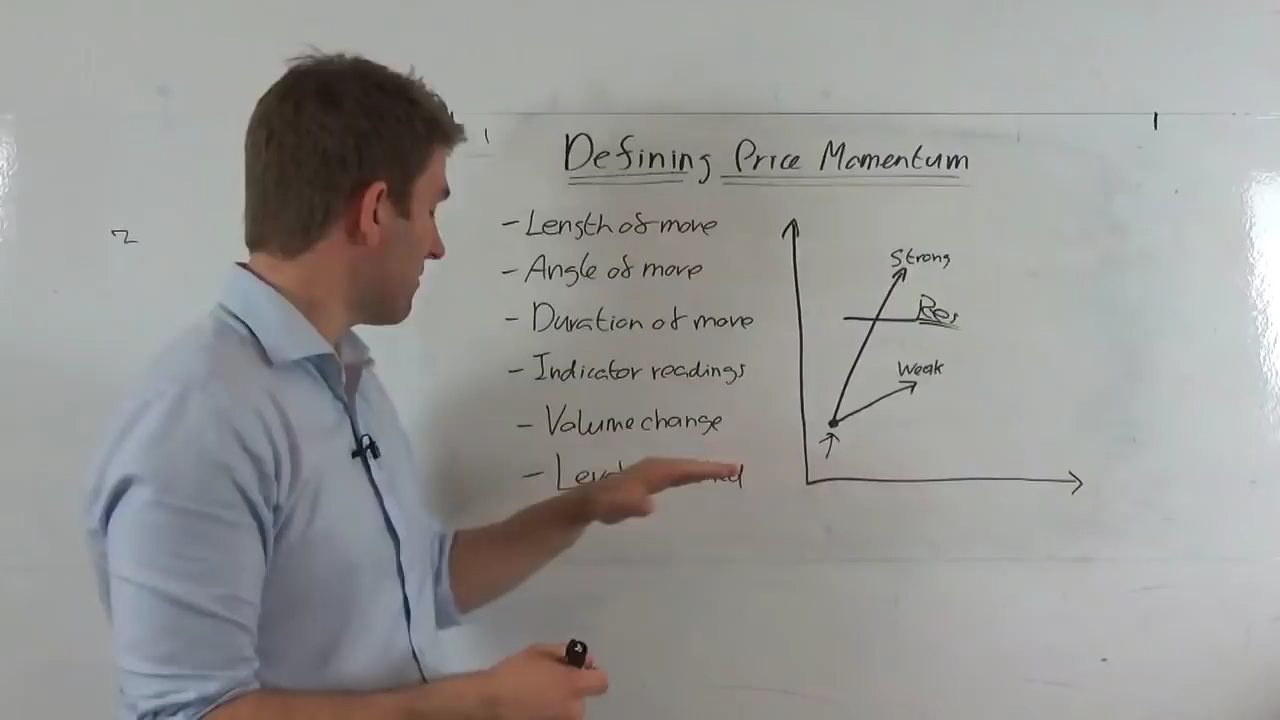 Defining Price Momentum
- Length of move
- Angle of move
- Duration of move
- Indicator readings
- Volume change
-
Strong
Res
Weak